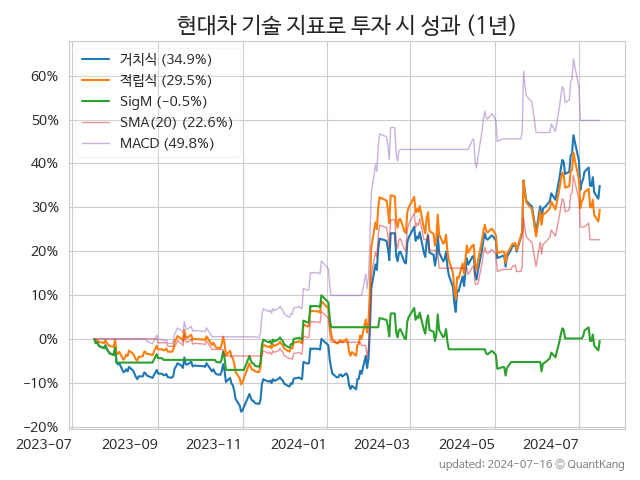 현대차 기술 지표로 투자 시 성과 (1년)
거치식 (34.9%)
적립식 (29.5%)
SigM (−0.5%)
SMA(20) (22.6%)
MACD (49.8%)
60%
50%
40%
30%
20%
10%
0%
−10%
−20%
2023-07 2023-09 2023-11 2024-01 2024-03 2024-05 2024-07
updated: 2024-07-16 © QuantKang